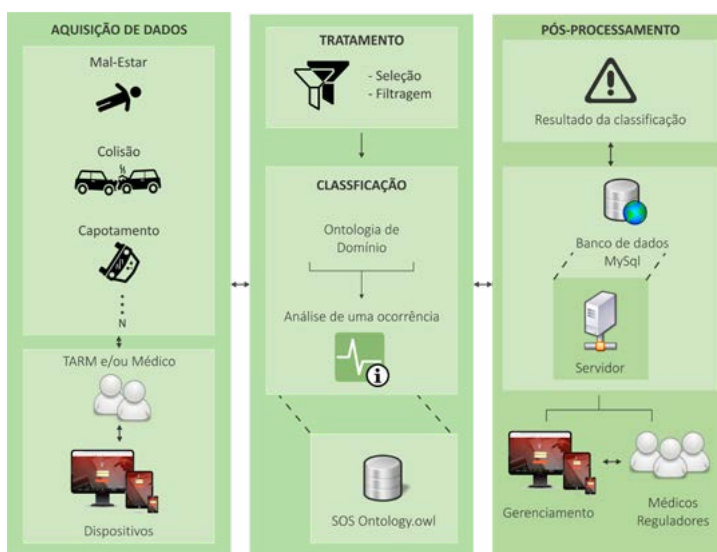 AQUISIÇÃO DE DADOS
Mal-Estar
Colisão
Capotamento
N
TARM e/ou Médico
Dispositivos
TRATAMENTO
- Seleção
- Filtragem
CLASSFICAÇÃO
Ontologia de
Domínio
Análise de uma ocorrência
i
SOS Ontology.owl
PÓS-PROCESSAMENTO
Resultado da classificação
Banco de dados
MySql
Servidor
Gerenciamento
Médicos
Reguladores